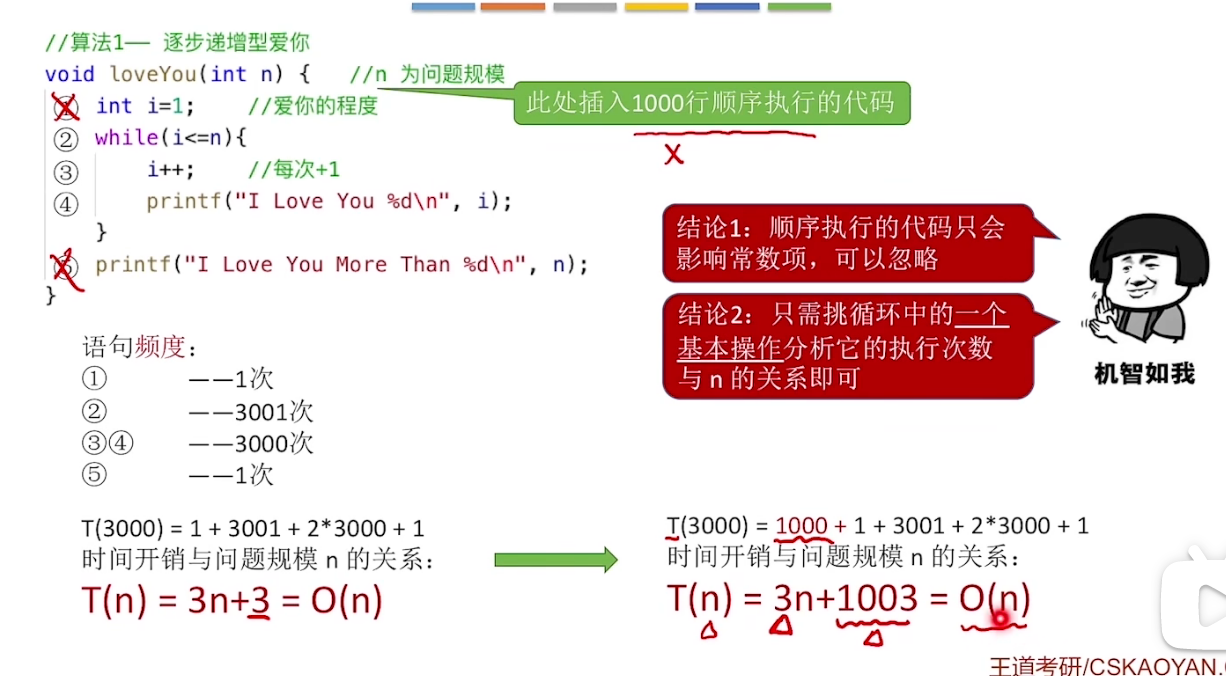 //算法1— 逐步递增型爱你
void loveYou(int n) { //n 为问题规模
① int i=1; //爱你的程度
此处插入1000行顺序执行的代码
② while(i<=n){
X
③ i++; //每次+1
④ printf("I Love You %d\n", i);
}
⑤ printf("I Love You More Than %d\n", n);
}
结论1：顺序执行的代码只会
影响常数项，可以忽略
结论2：只需挑循环中的一个
基本操作分析它的执行次数
与 n 的关系即可
机智如我
语句频度：
① ——1次
② ——3001次
③④ ——3000次
⑤ ——1次
T(3000) = 1 + 3001 + 2*3000 + 1
时间开销与问题规模 n 的关系：
T(n) = 3n+3 = O(n)
T(3000) = 1000 + 1 + 3001 + 2*3000 + 1
时间开销与问题规模 n 的关系：
T(n) = 3n+1003 = O(n)
王道考研/CSKAOYAN.